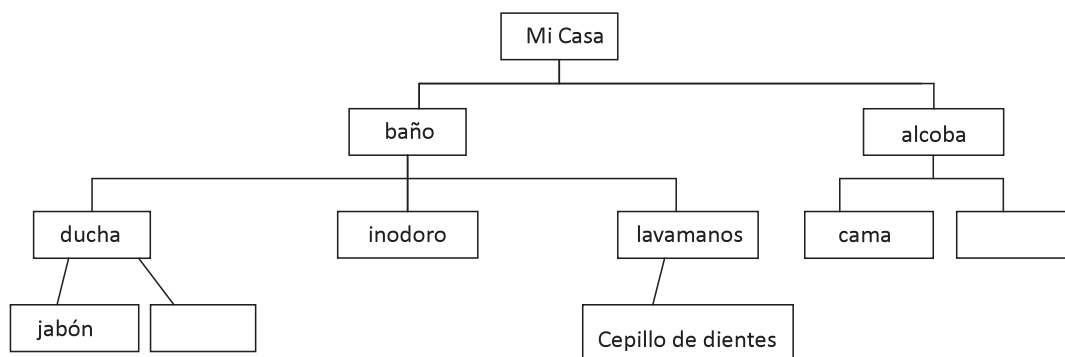 Mi Casa
baño
alcoba
ducha
inodoro
lavamanos
cama
jabón
Cepillo de dientes